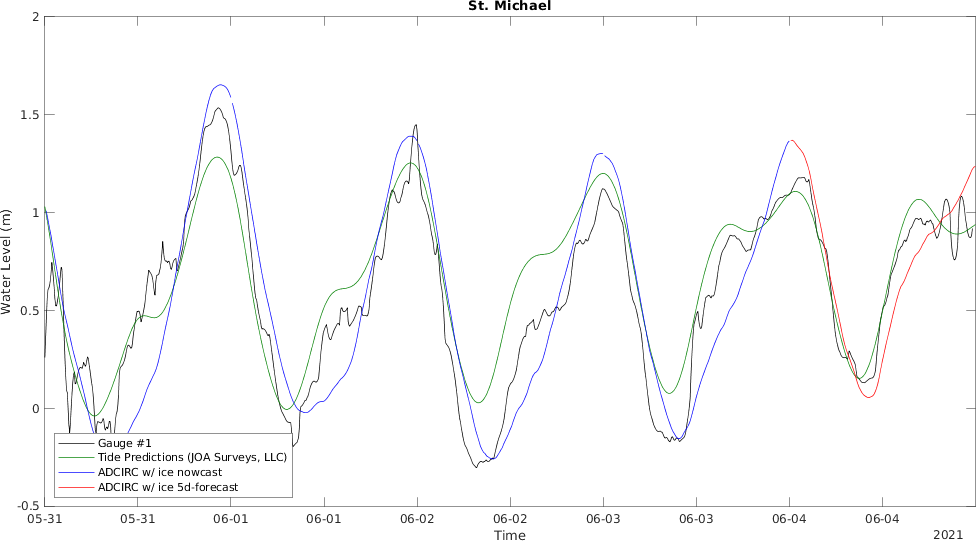 St. Michael
2
1.5
1
0.5
0
-0.5
Water Level (m)
Gauge #1
Tide Predictions (JOA Surveys, LLC)
ADCIRC w/ ice nowcast
ADCIRC w/ ice 5d-forecast
05-31 05-31 06-01 06-01 06-02 06-02 06-03 06-03 06-04 06-04
Time
2021